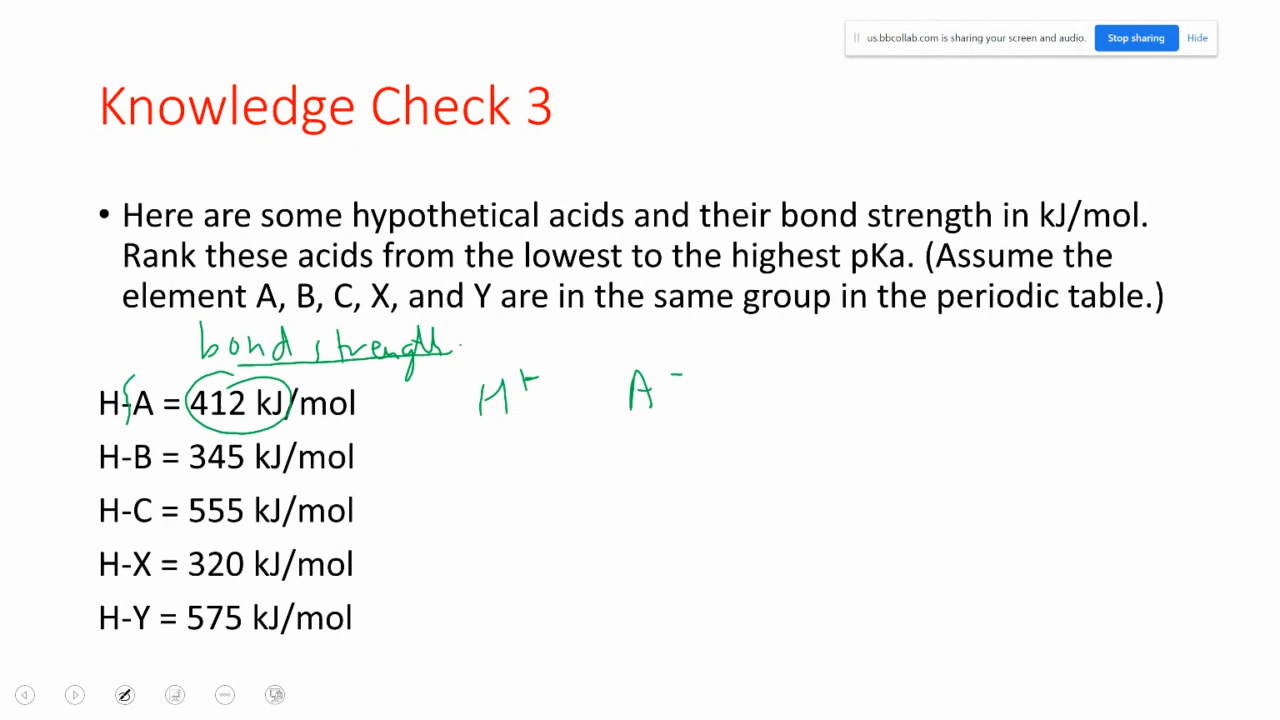 us.bbcollab.com is sharing your screen and audio. Stop sharing Hide
Knowledge Check 3
• Here are some hypothetical acids and their bond strength in kJ/mol.
Rank these acids from the lowest to the highest pKa. (Assume the
element A, B, C, X, and Y are in the same group in the periodic table.)
bond strength.
H-A = 412 kJ/mol H+ A-
H-B = 345 kJ/mol
H-C = 555 kJ/mol
H-X = 320 kJ/mol
H-Y = 575 kJ/mol